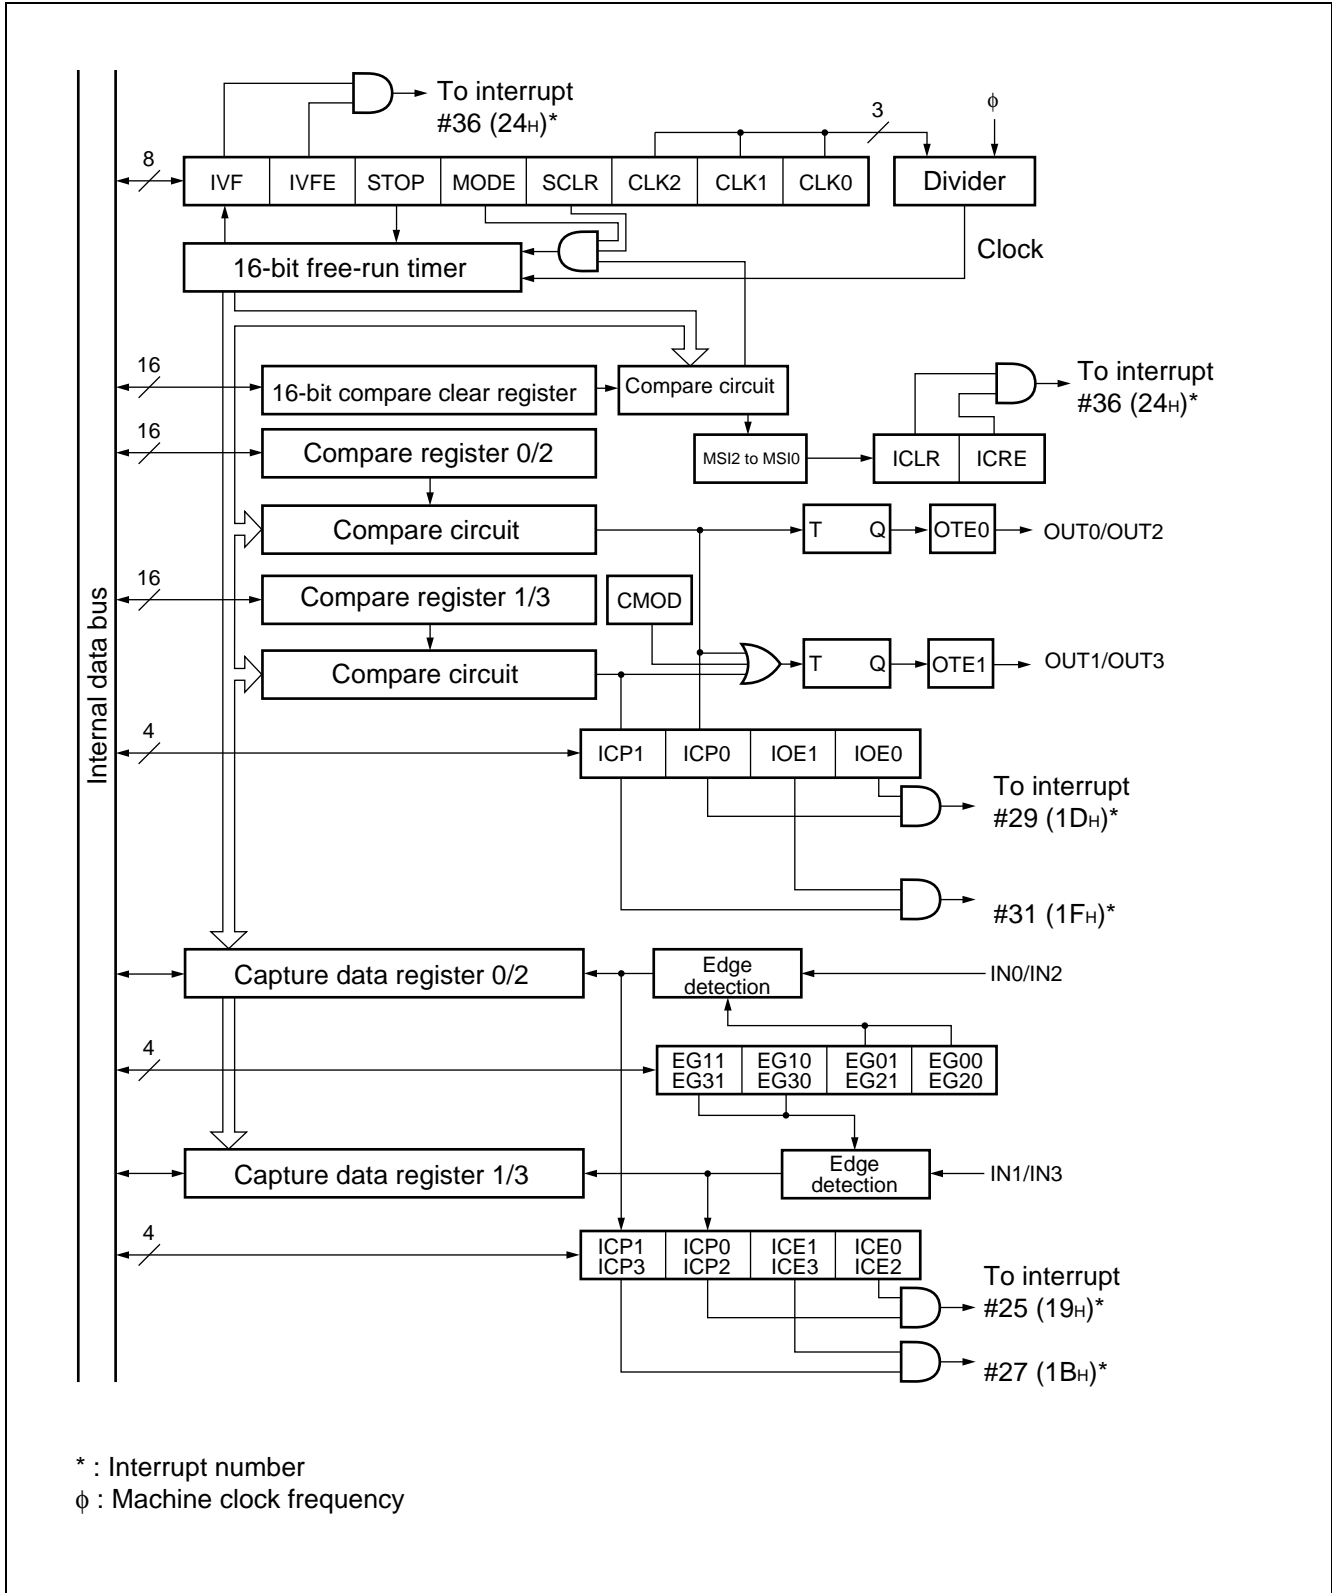 To interrupt
#36 (24H)*
3
ϕ
8
IVF IVFE STOP MODE SCLR CLK2 CLK1 CLK0
Divider
16-bit free-run timer
Clock
16
16-bit compare clear register
Compare circuit
To interrupt
#36 (24H)*
16
Compare register 0/2
MSI2 to MSI0
ICLR ICRE
Compare circuit
T Q
OTE0
OUT0/OUT2
16
Compare register 1/3
CMOD
Compare circuit
T Q
OTE1
OUT1/OUT3
Internal data bus
4
ICP1 ICP0 IOE1 IOE0
To interrupt
#29 (1DH)*
#31 (1FH)*
Capture data register 0/2
Edge
detection
IN0/IN2
4
EG11 EG10 EG01 EG00
EG31 EG30 EG21 EG20
Capture data register 1/3
Edge
detection
IN1/IN3
4
ICP1 ICP0 ICE1 ICE0
ICP3 ICP2 ICE3 ICE2
To interrupt
#25 (19H)*
#27 (1BH)*
* : Interrupt number
ϕ : Machine clock frequency